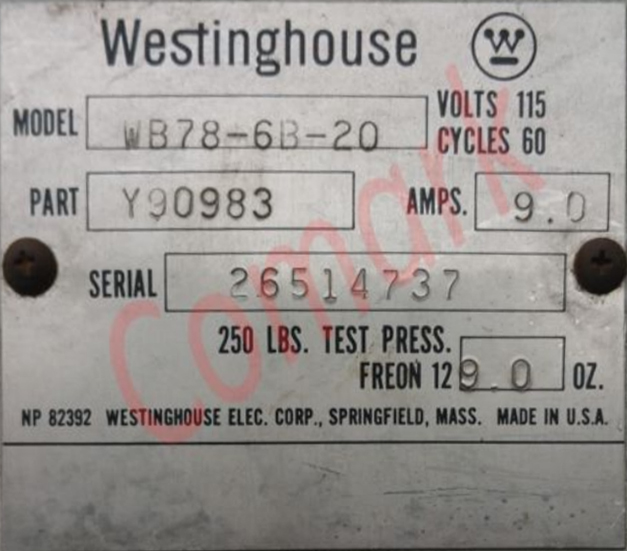 Westinghouse W
MODEL WB78-6B-20 VOLTS 115
CYCLES 60
PART Y90983 AMPS. 9.0
SERIAL 26514737
250 LBS. TEST PRESS.
FREON 12 9.0 OZ.
NP 82392 WESTINGHOUSE ELEC. CORP., SPRINGFIELD, MASS. MADE IN U.S.A.
Comark